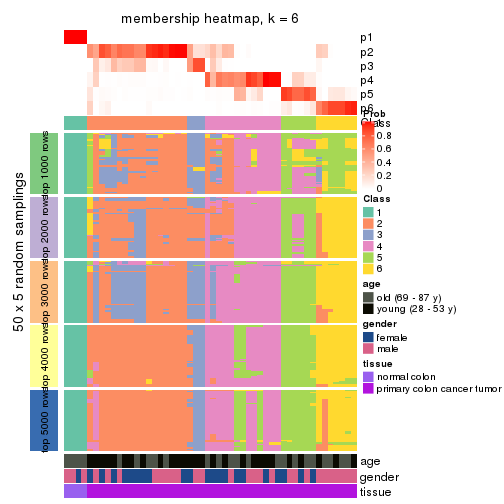 membership heatmap, k = 6
p1
p2
p3
p4
p5
p6
Class
Prob
1
0.8
0.6
0.4
0.2
0
Class
1
2
3
4
5
6
age
old (69 - 87 y)
young (28 - 53 y)
gender
female
male
tissue
normal colon
primary colon cancer tumor
50 x 5 random samplings
top 1000 rows
top 2000 rows
top 3000 rows
top 4000 rows
top 5000 rows
age
gender
tissue